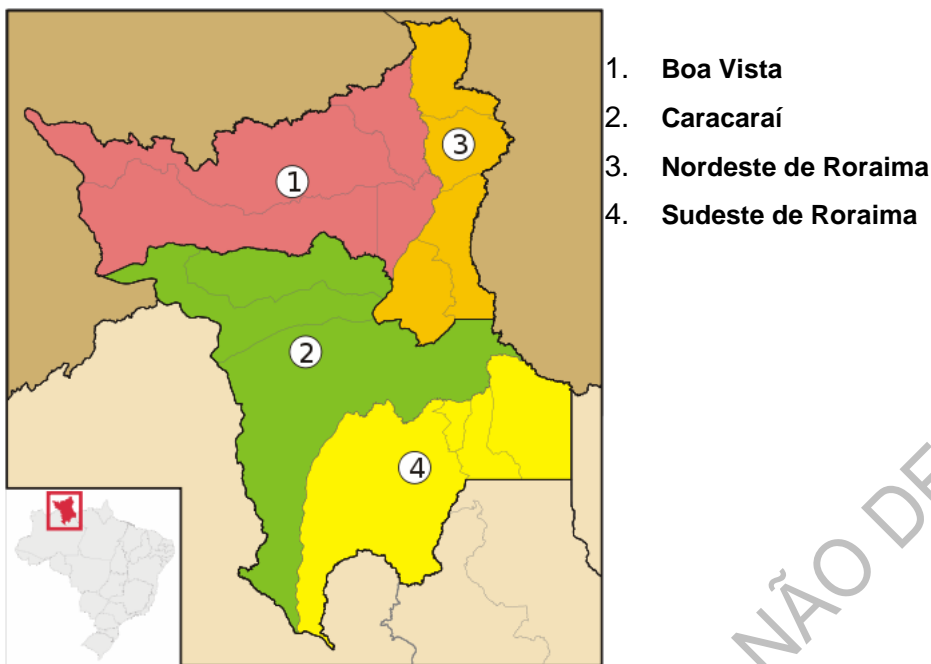 1. Boa Vista
2. Caracaraí
3. Nordeste de Roraima
4. Sudeste de Roraima
1
3
2
4
NÃO DE